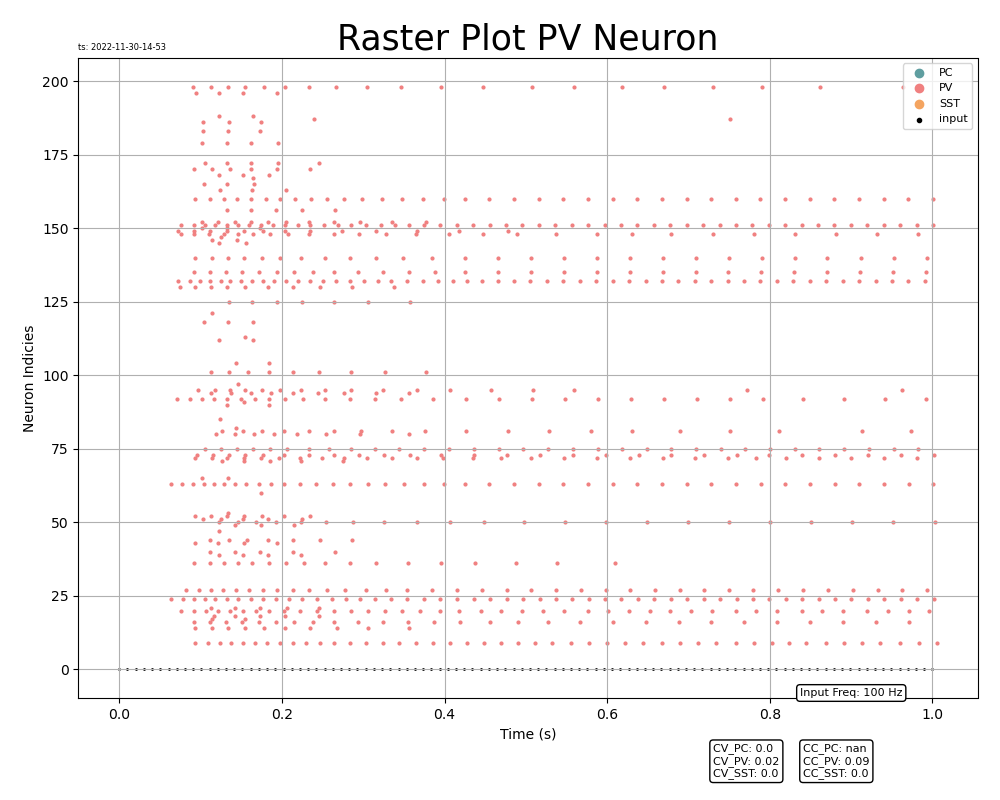 Raster Plot PV Neuron
ts: 2022-11-30-14-53
PC
PV
SST
input
200
175
150
125
100
75
50
25
0
Neuron Indicies
0.0
0.2
0.4
0.6
0.8
1.0
Time (s)
Input Freq: 100 Hz
CV_PC: 0.0
CV_PV: 0.02
CV_SST: 0.0
CC_PC: nan
CC_PV: 0.09
CC_SST: 0.0